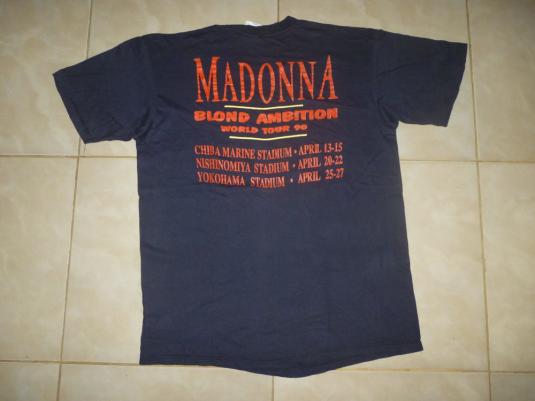 MADONNA
BLOND AMBITION
WORLD TOUR 90
CHIBA MARINE STADIUM • APRIL 13-15
NISHINOMIYA STADIUM • APRIL 20-22
YOKOHAMA STADIUM • APRIL 25-27